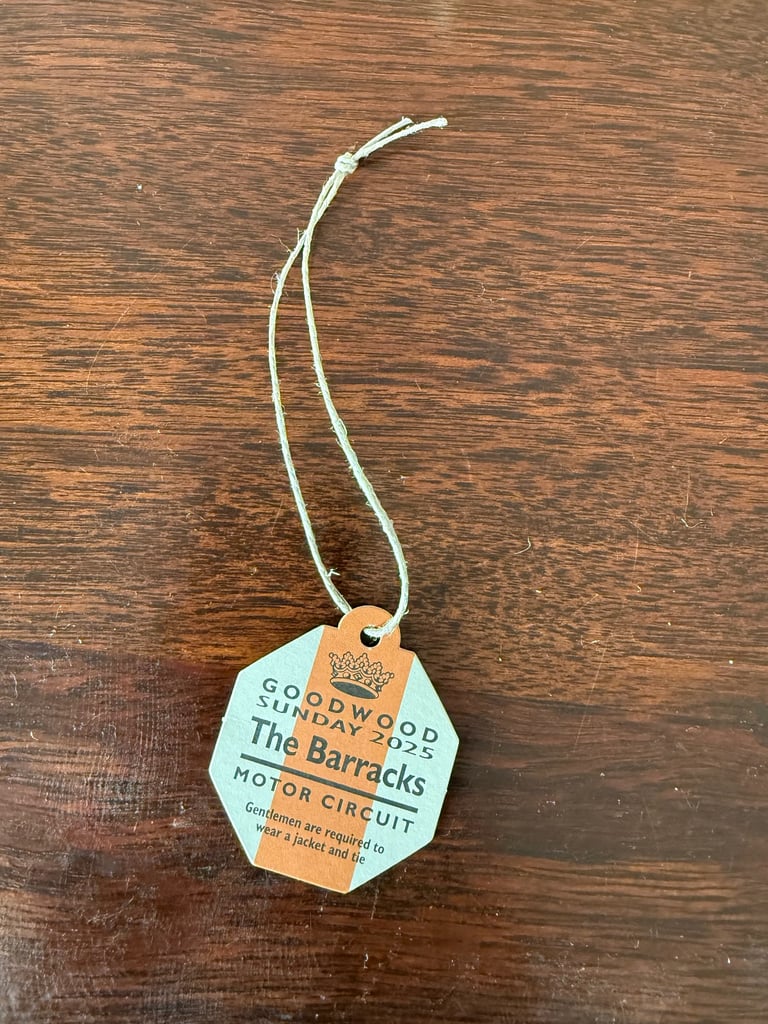 GOODWOOD
SUNDAY 2025
The Barracks
MOTOR CIRCUIT
Gentlemen are required to
wear a jacket and tie